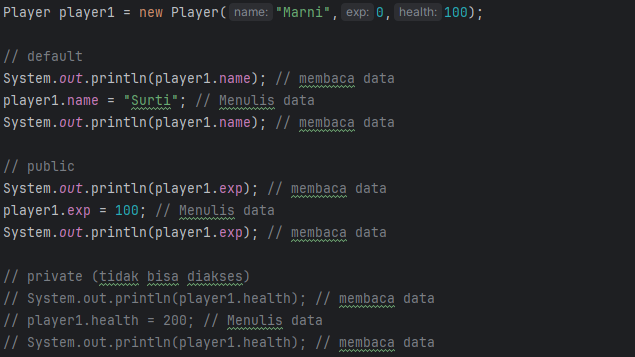 Player player1 = new Player( name: "Marni", exp: 0, health: 100);
// default
System.out.println(player1.name); // membaca data
player1.name = "Surti"; // Menulis data
System.out.println(player1.name); // membaca data
// public
System.out.println(player1.exp); // membaca data
player1.exp = 100; // Menulis data
System.out.println(player1.exp); // membaca data
// private (tidak bisa diakses)
// System.out.println(player1.health); // membaca data
// player1.health = 200; // Menulis data
// System.out.println(player1.health); // membaca data